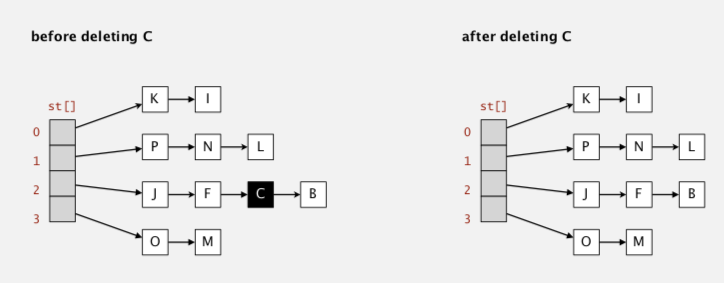 before deleting C
after deleting C
st[]
0
1
2
3
K I
P N L
J F C B
O M
st[]
0
1
2
3
K I
P N L
J F B
O M